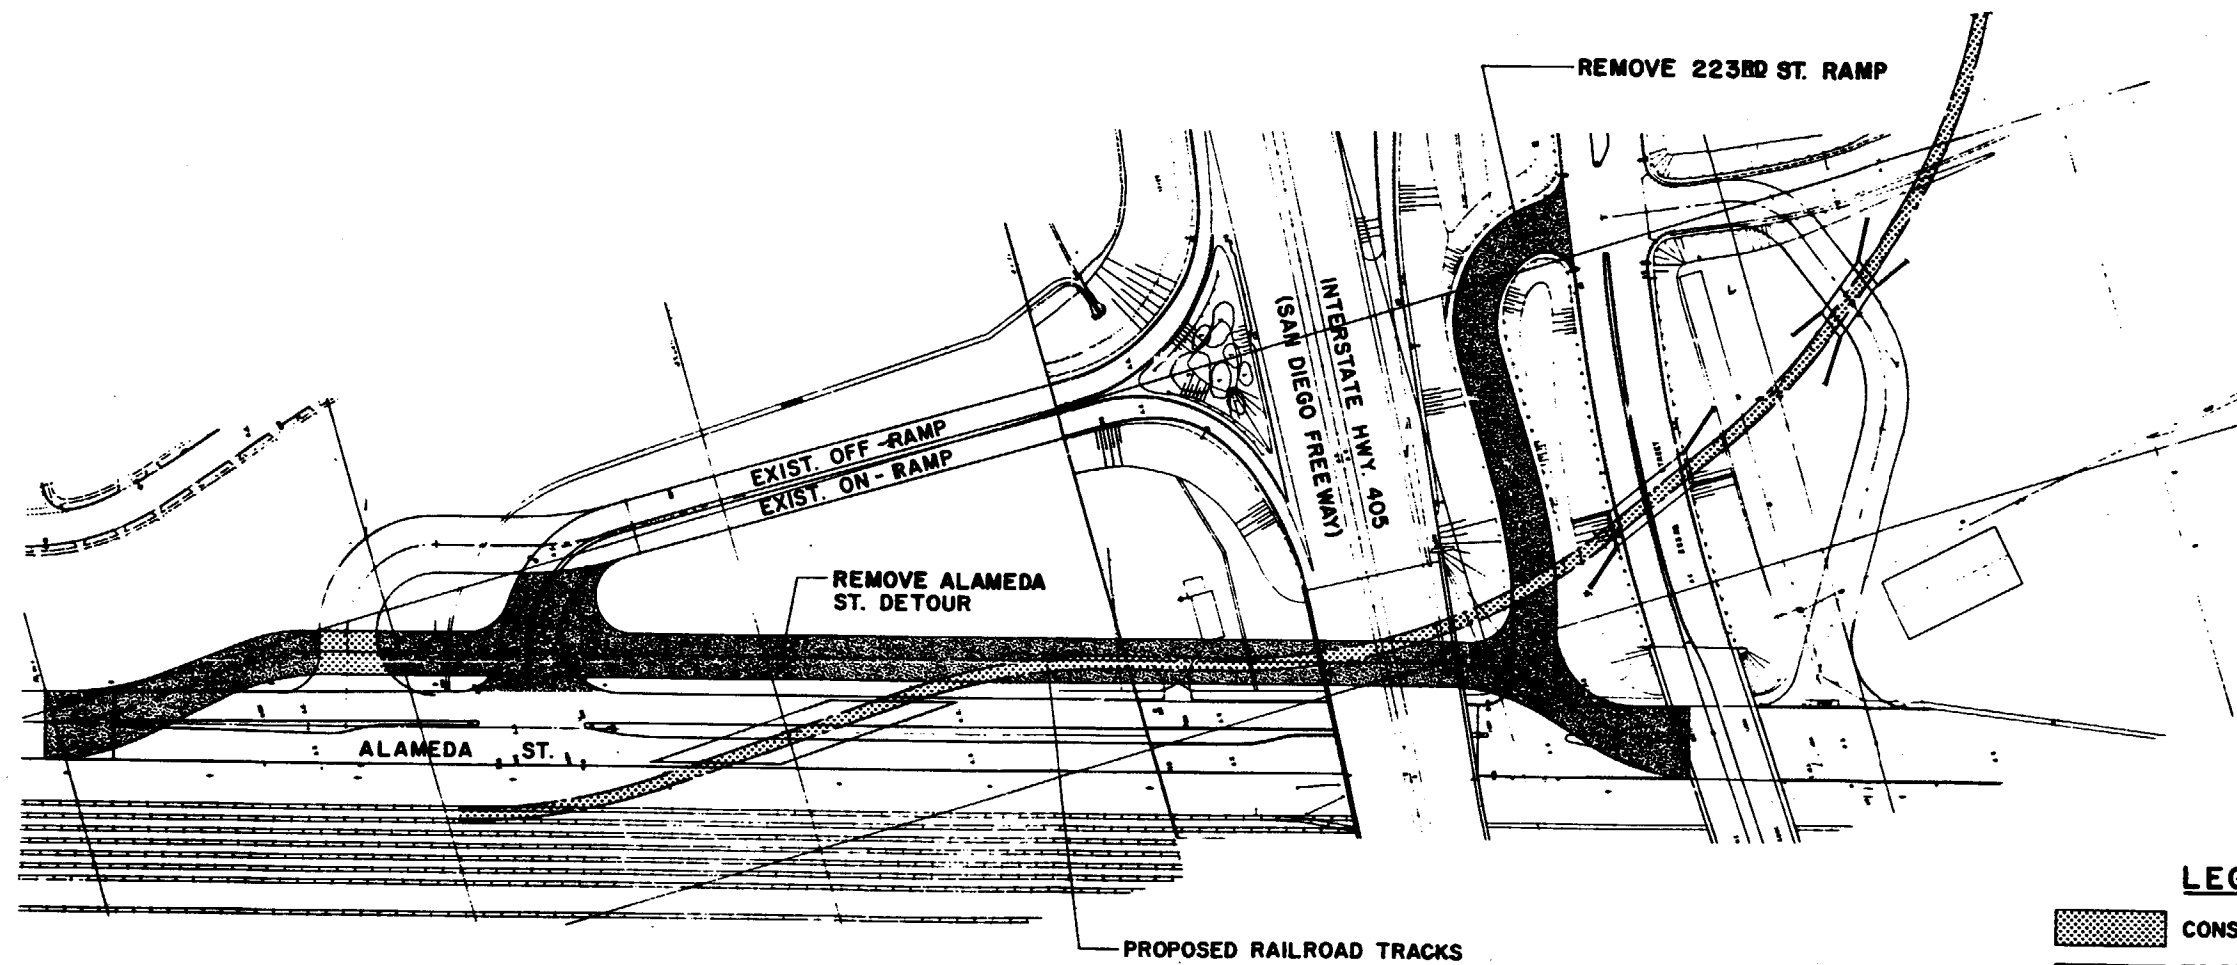 REMOVE 223RD ST. RAMP
INTERSTATE HWY. 405
(SAN DIEGO FREEWAY)
EXIST. OFF-RAMP
EXIST. ON-RAMP
REMOVE ALAMEDA
ST. DETOUR
ALAMEDA ST.
LEG
CONS
PROPOSED RAILROAD TRACKS